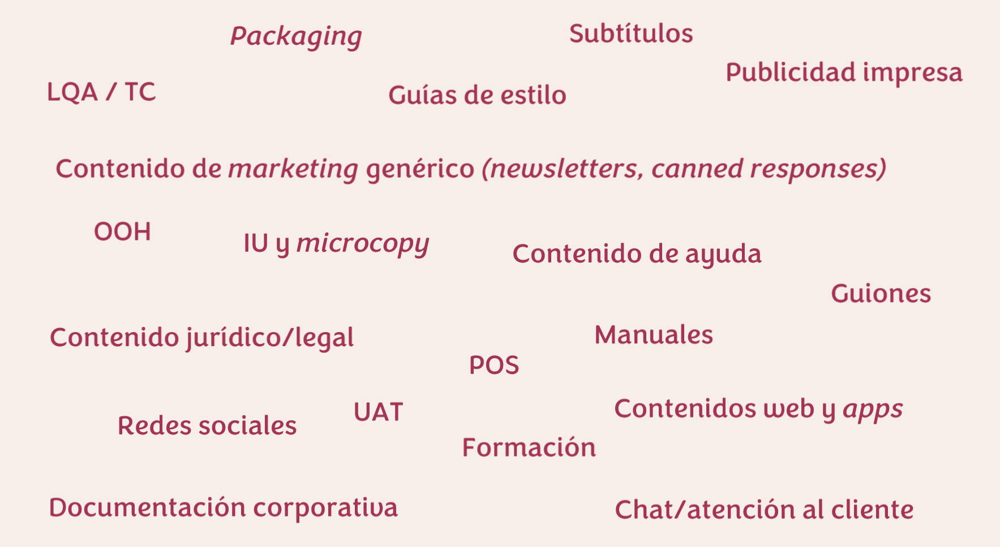 Packaging
Subtítulos
Publicidad impresa
LQA / TC
Guías de estilo
Contenido de marketing genérico (newsletters, canned responses)
OOH
IU y microcopy
Contenido de ayuda
Guiones
Contenido jurídico/legal
Manuales
POS
Redes sociales
UAT
Contenidos web y apps
Formación
Documentación corporativa
Chat/atención al cliente